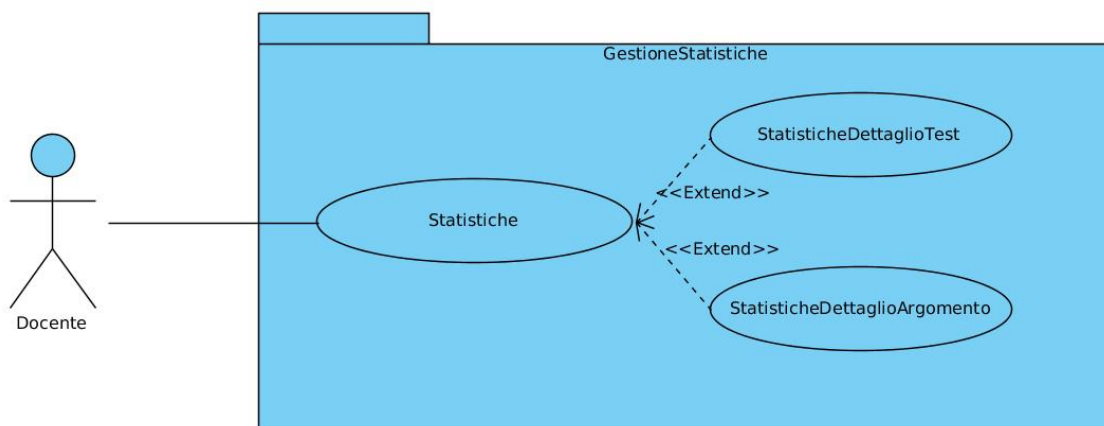 GestioneStatistiche
StatisticheDettaglioTest
<<Extend>>
Statistiche
<<Extend>>
StatisticheDettaglioArgomento
Docente